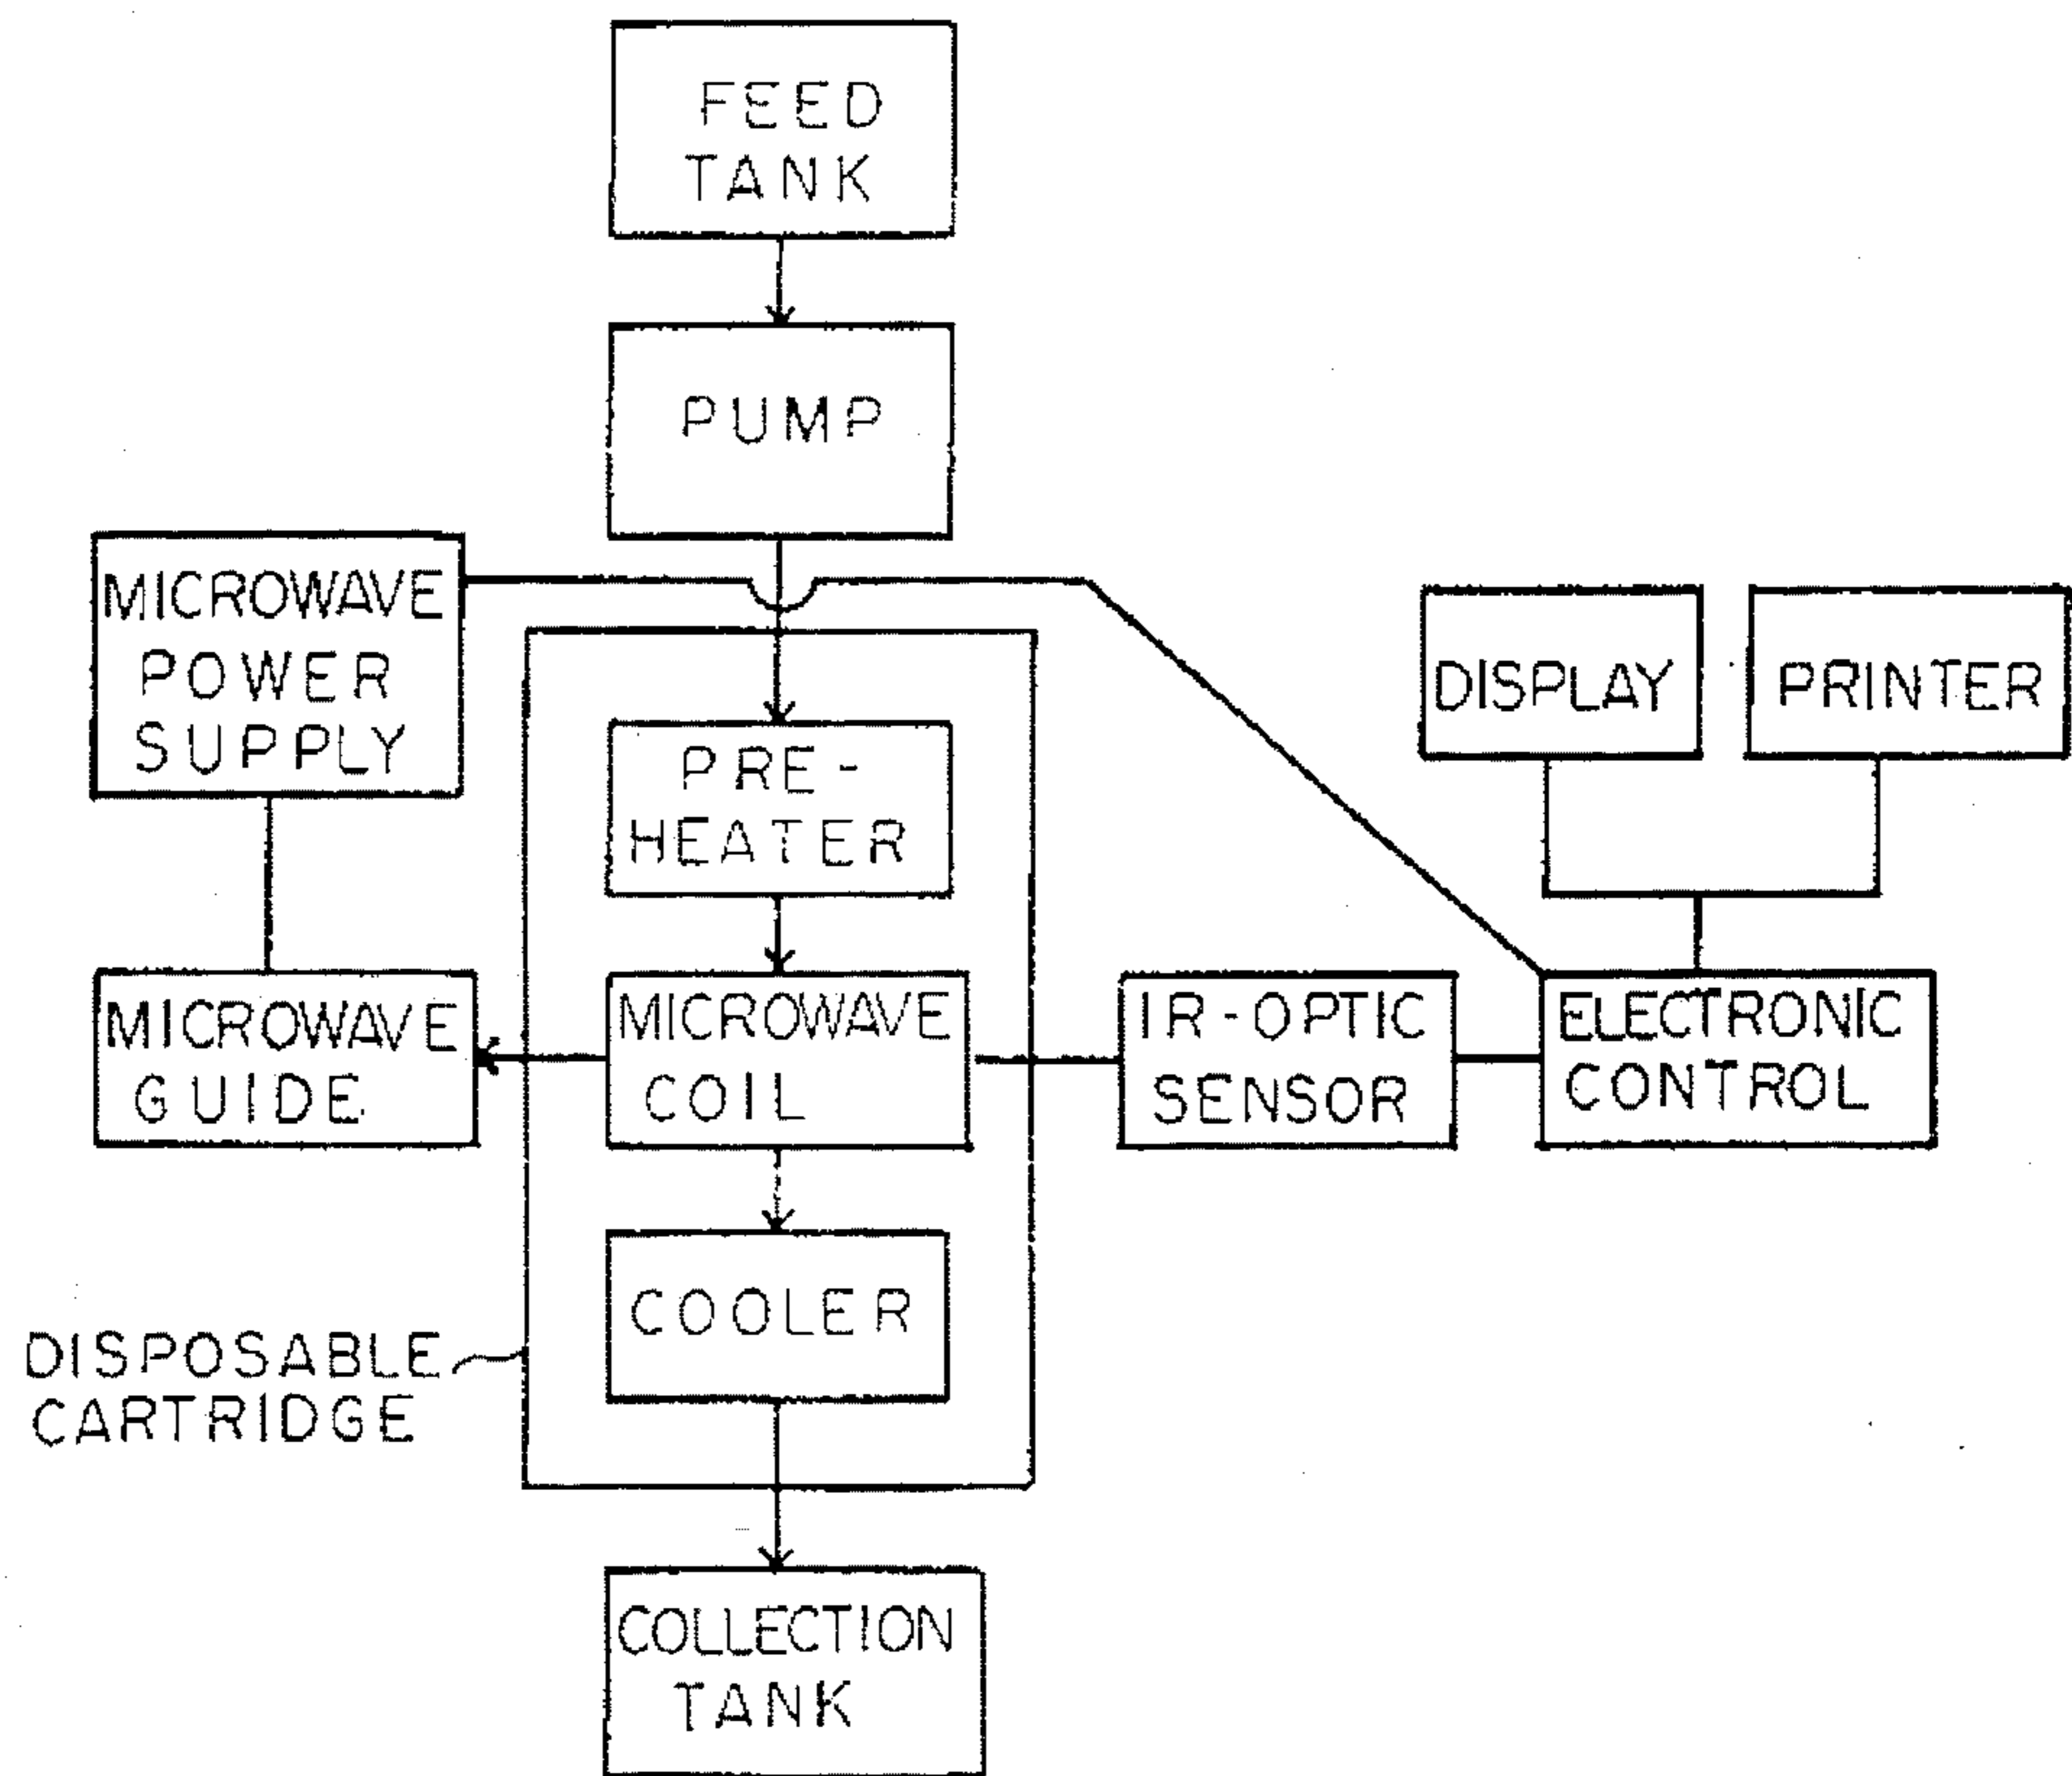 FEED
TANK
PUMP
MICROWAVE
POWER
SUPPLY
DISPLAY
PRINTER
PRE-
HEATER
MICROWAVE
GUIDE
MICROWAVE
COIL
IR-OPTIC
SENSOR
ELECTRONIC
CONTROL
COOLER
DISPOSABLE
CARTRIDGE
COLLECTION
TANK